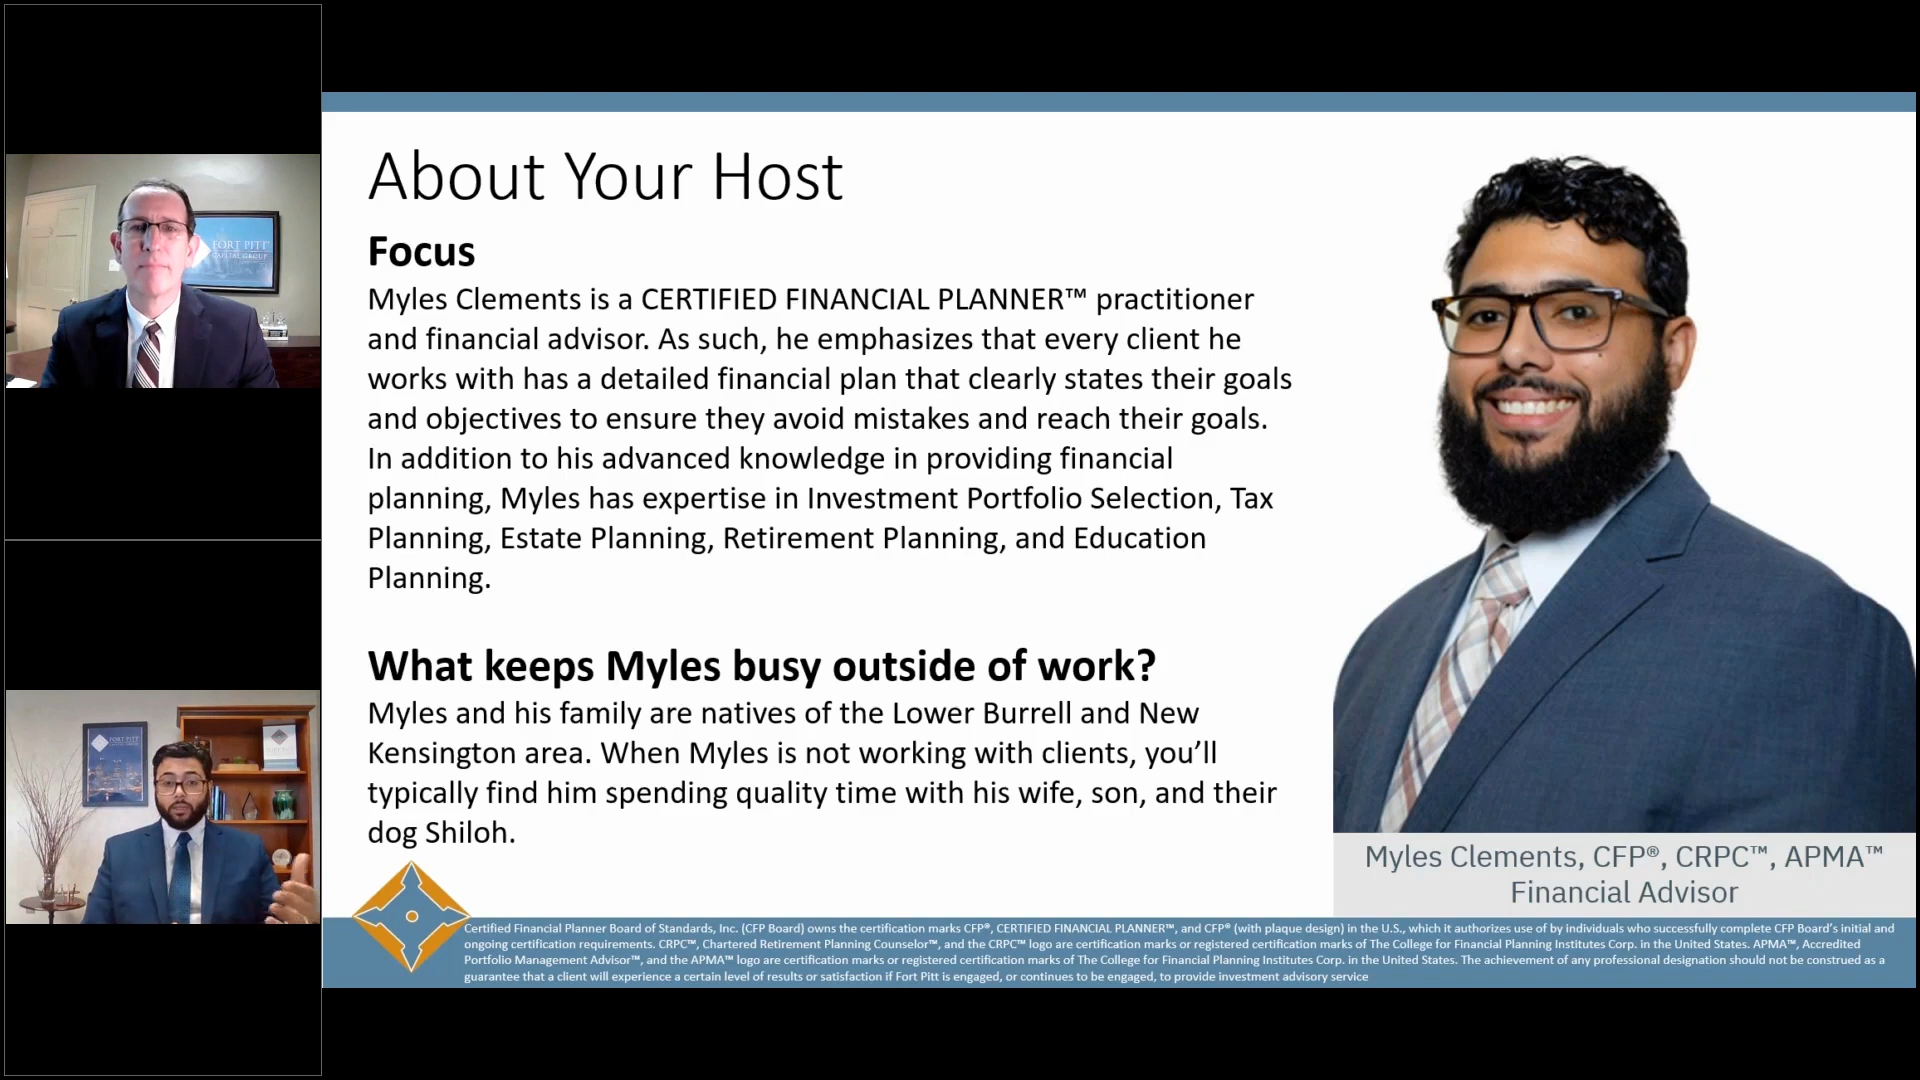 FORT PITT
CAPITAL GROUP
FORT PITT
About Your Host
Focus
Myles Clements is a CERTIFIED FINANCIAL PLANNER™ practitioner
and financial advisor. As such, he emphasizes that every client he
works with has a detailed financial plan that clearly states their goals
and objectives to ensure they avoid mistakes and reach their goals.
In addition to his advanced knowledge in providing financial
planning, Myles has expertise in Investment Portfolio Selection, Tax
Planning, Estate Planning, Retirement Planning, and Education
Planning.
What keeps Myles busy outside of work?
Myles and his family are natives of the Lower Burrell and New
Kensington area. When Myles is not working with clients, you’ll
typically find him spending quality time with his wife, son, and their
dog Shiloh.
Myles Clements, CFP®, CRPC™, APMA™
Financial Advisor
Certified Financial Planner Board of Standards, Inc. (CFP Board) owns the certification marks CFP®, CERTIFIED FINANCIAL PLANNER™, and CFP® (with plaque design) in the U.S., which it authorizes use of by individuals who successfully complete CFP Board’s initial and
ongoing certification requirements. CRPC™, Chartered Retirement Planning Counselor™, and the CRPC™ logo are certification marks or registered certification marks of The College for Financial Planning Institutes Corp. in the United States. APMA™, Accredited
Portfolio Management Advisor™, and the APMA™ logo are certification marks or registered certification marks of The College for Financial Planning Institutes Corp. in the United States. The achievement of any professional designation should not be construed as a
guarantee that a client will experience a certain level of results or satisfaction if Fort Pitt is engaged, or continues to be engaged, to provide investment advisory service